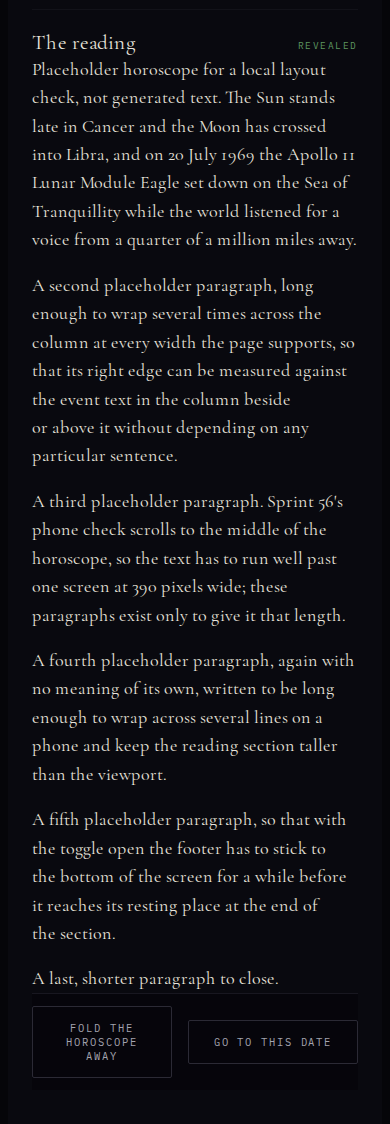 The reading
REVEALED
Placeholder horoscope for a local layout
check, not generated text. The Sun stands
late in Cancer and the Moon has crossed
into Libra, and on 20 July 1969 the Apollo 11
Lunar Module Eagle set down on the Sea of
Tranquillity while the world listened for a
voice from a quarter of a million miles away.
A second placeholder paragraph, long
enough to wrap several times across the
column at every width the page supports, so
that its right edge can be measured against
the event text in the column beside
or above it without depending on any
particular sentence.
A third placeholder paragraph. Sprint 56's
phone check scrolls to the middle of the
horoscope, so the text has to run well past
one screen at 390 pixels wide; these
paragraphs exist only to give it that length.
A fourth placeholder paragraph, again with
no meaning of its own, written to be long
enough to wrap across several lines on a
phone and keep the reading section taller
than the viewport.
A fifth placeholder paragraph, so that with
the toggle open the footer has to stick to
the bottom of the screen for a while before
it reaches its resting place at the end of
the section.
A last, shorter paragraph to close.
FOLD THE
HOROSCOPE
AWAY
GO TO THIS DATE